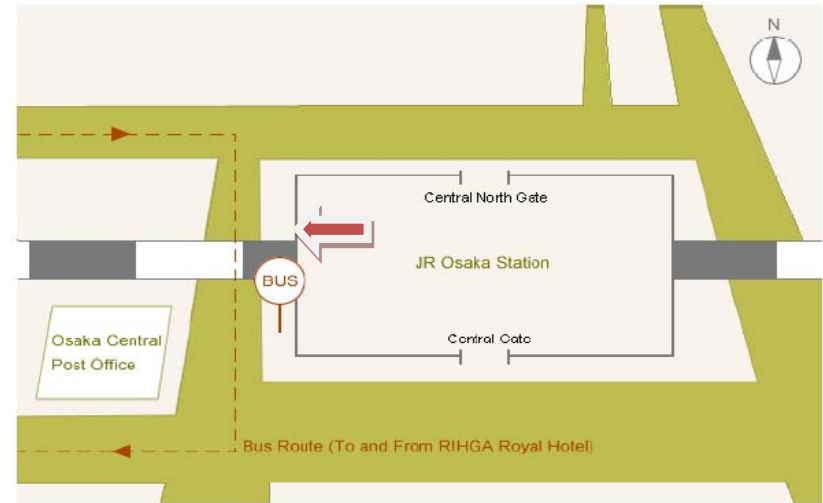 N
Central North Gate
JR Osaka Station
BUS
Osaka Central
Post Office
Central Gate
Bus Route (To and From RIHGA Royal Hotel)